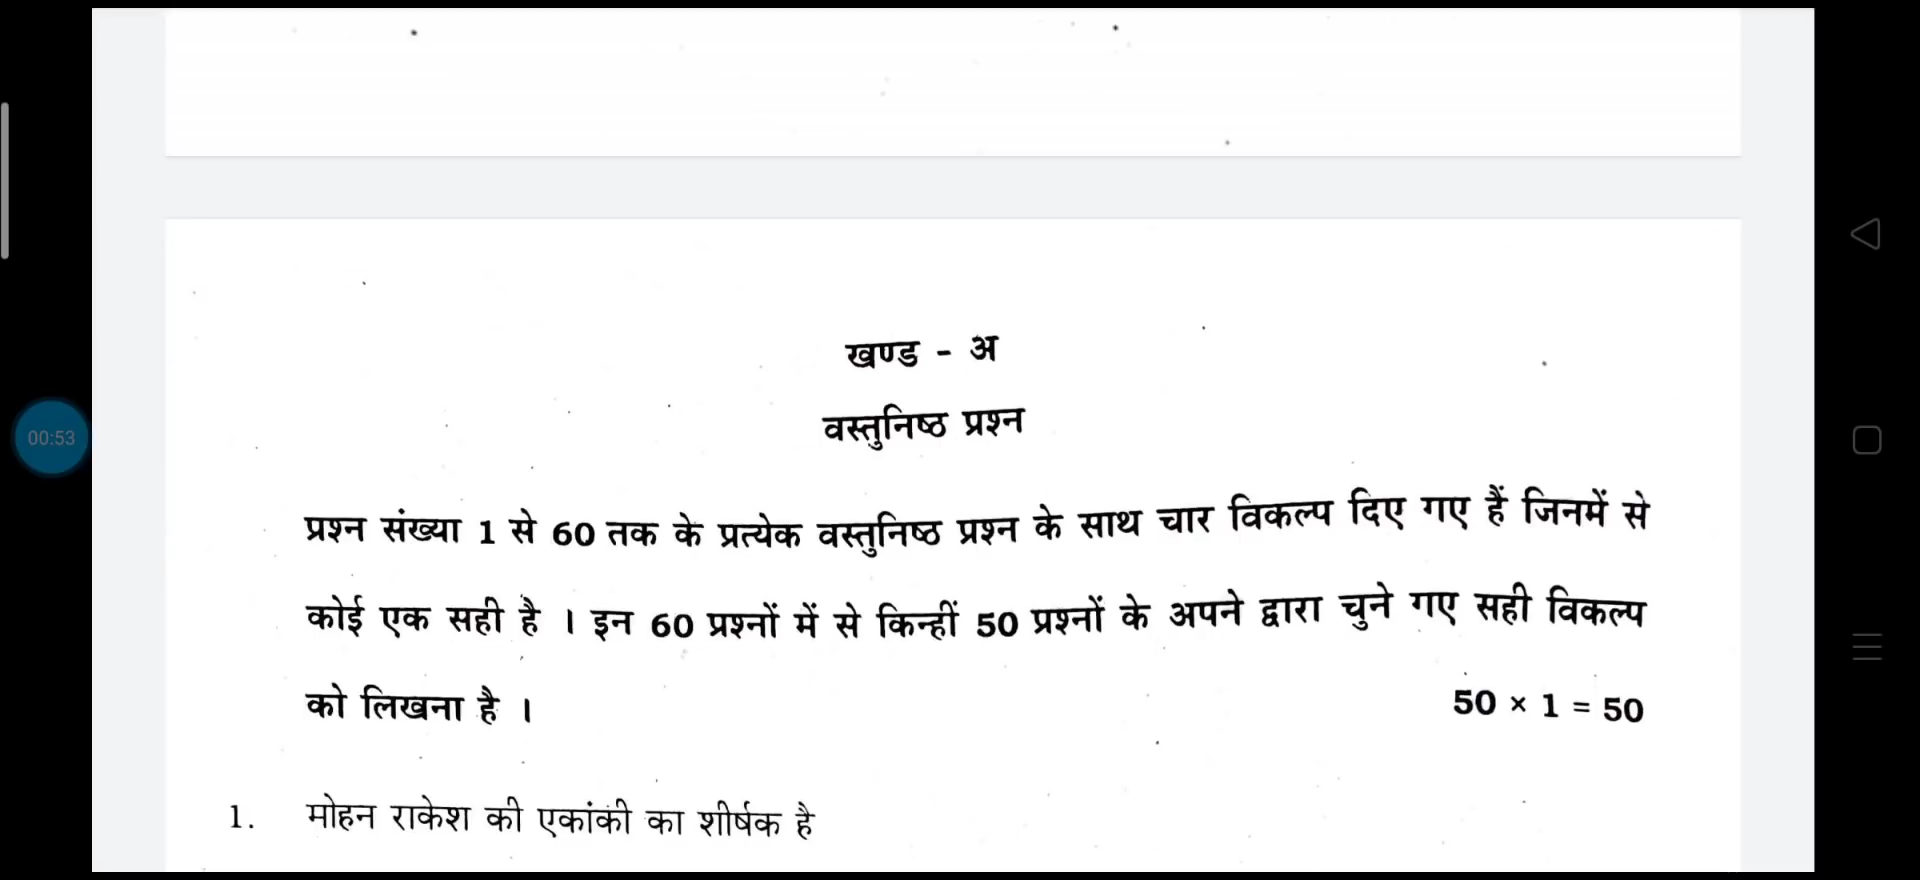 खण्ड - अ
वस्तुनिष्ठ प्रश्न
प्रश्न संख्या 1 से 60 तक के प्रत्येक वस्तुनिष्ठ प्रश्न के साथ चार विकल्प दिए गए हैं जिनमें से
कोई एक सही है । इन 60 प्रश्नों में से किन्हीं 50 प्रश्नों के अपने द्वारा चुने गए सही विकल्प
को लिखना है । 50 × 1 = 50
00:53
1. मोहन राकेश की एकांकी का शीर्षक है